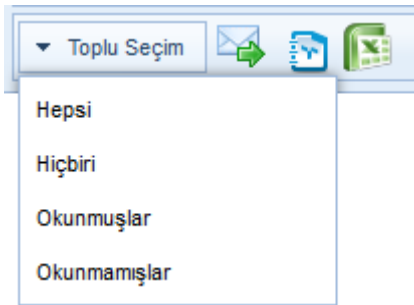 Toplu Seçim
Hepsi
Hiçbiri
Okunmuşlar
Okunmamışlar